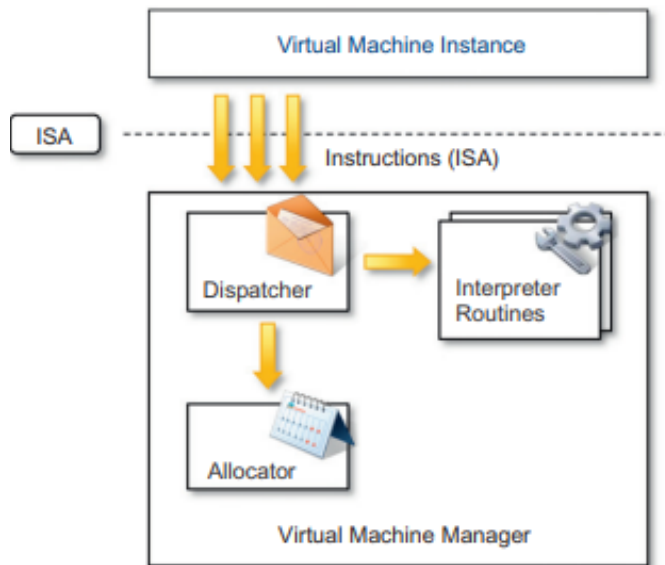 Virtual Machine Instance
ISA
Instructions (ISA)
Dispatcher
Interpreter
Routines
Allocator
Virtual Machine Manager